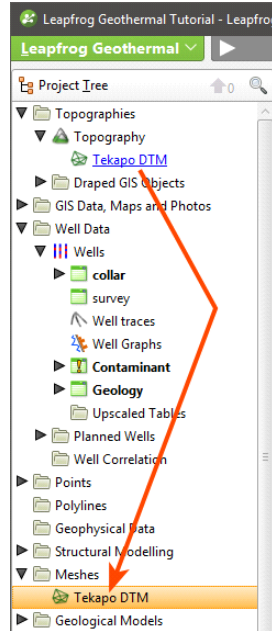 Leapfrog Geothermal Tutorial - Leapfro
Leapfrog Geothermal
Project Tree
0
Topographies
Topography
Tekapo DTM
Draped GIS Objects
GIS Data, Maps and Photos
Well Data
Wells
collar
survey
Well traces
Well Graphs
Contaminant
Geology
Upscaled Tables
Planned Wells
Well Correlation
Points
Polylines
Geophysical Data
Structural Modelling
Meshes
Tekapo DTM
Geological Models